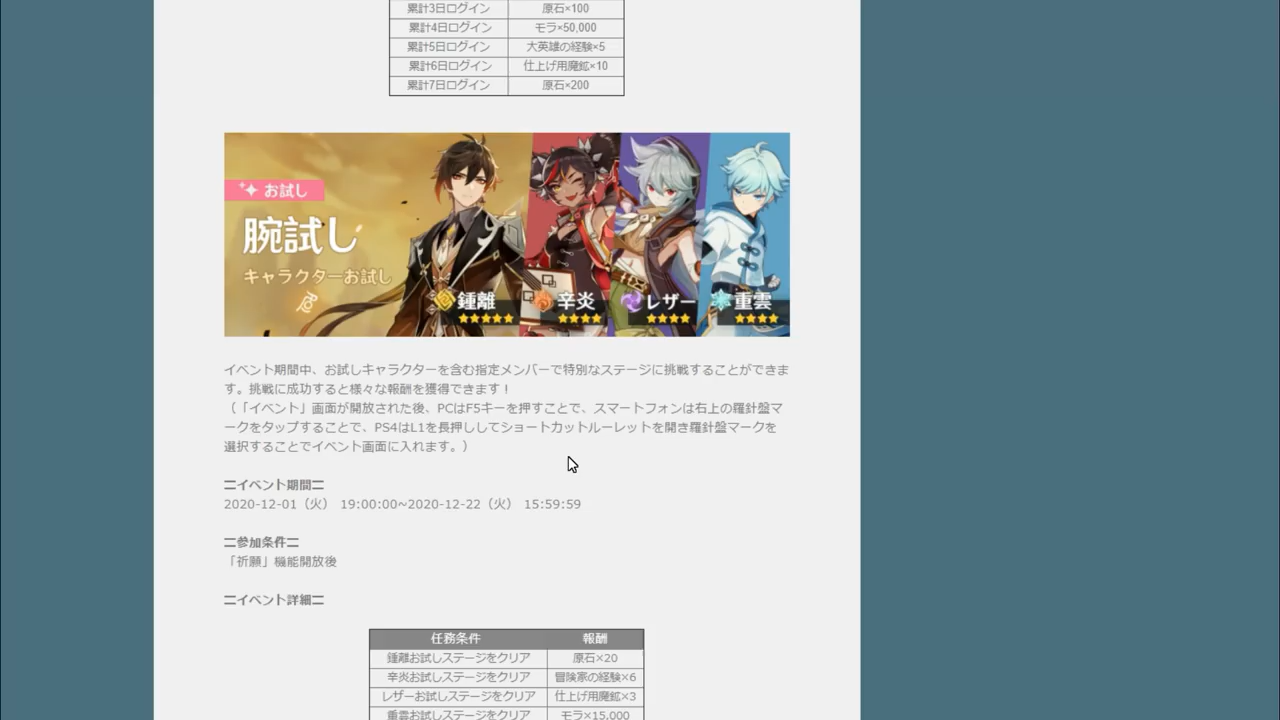 累計3日ログイン 原石×100
累計4日ログイン モラ×50,000
累計5日ログイン 大英雄の経験×5
累計6日ログイン 仕上げ用魔鉱×10
累計7日ログイン 原石×200
お試し
腕試し
キャラクターお試し
鍾離
辛炎
レザー
重雲
イベント期間中、お試しキャラクターを含む指定メンバーで特別なステージに挑戦することができま
す。挑戦に成功すると様々な報酬を獲得できます！
（「イベント」画面が開放された後、PCはF5キーを押すことで、スマートフォンは右上の羅針盤マ
ークをタップすることで、PS4はL1を長押ししてショートカットルーレットを開き羅針盤マークを
選択することでイベント画面に入れます。）
〓イベント期間〓
2020-12-01（火） 19:00:00~2020-12-22（火） 15:59:59
〓参加条件〓
「祈願」機能開放後
〓イベント詳細〓
任務条件 報酬
鍾離お試しステージをクリア 原石×20
辛炎お試しステージをクリア 冒険家の経験×6
レザーお試しステージをクリア 仕上げ用魔鉱×3
重雲お試しステージをクリア モラ×15,000